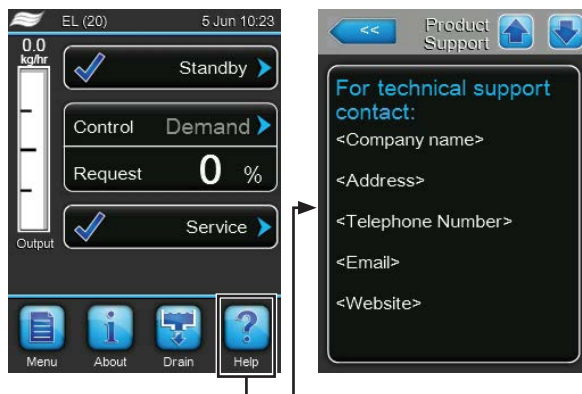 EL (20) 5 Jun 10:23
0.0
kg/hr
Standby
Control Demand
Request 0 %
Service
Output
Menu About Drain Help
<< Product
Support
For technical support
contact:
<Company name>
<Address>
<Telephone Number>
<Email>
<Website>